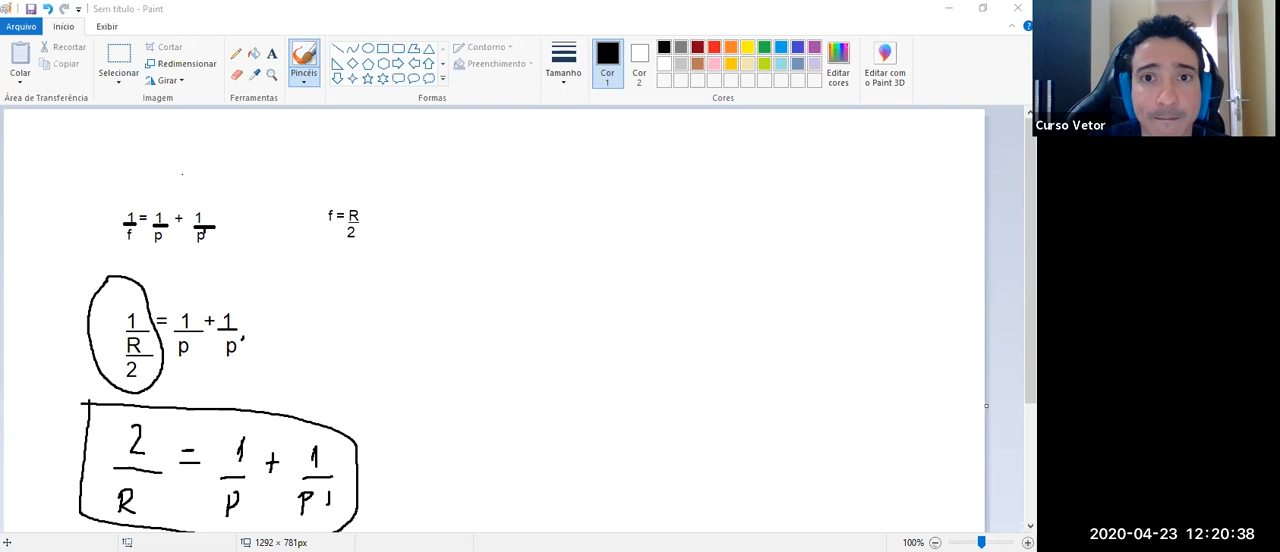 Sem título - Paint
Arquivo Início Exibir
Colar
Recortar
Copiar
Área de Transferência
Selecionar
Cortar
Redimensionar
Girar
Imagem
A
Ferramentas
Pincéis
Contorno
Preenchimento
Formas
Tamanho
Cor 1
Cor 2
Editar cores
Cores
Editar com o Paint 3D
1/f = 1/p + 1/p'
f = R/2
1/(R/2) = 1/p + 1/p'
2/R = 1/P + 1/P'
1292 × 781px
100%
Curso Vetor
2020-04-23 12:20:38